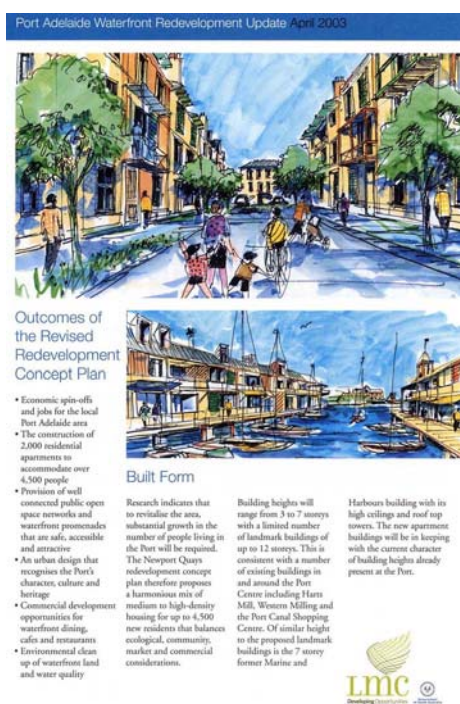 Port Adelaide Waterfront Redevelopment Update April 2003
Outcomes of
the Revised
Redevelopment
Concept Plan
• Economic spin-offs
and jobs for the local
Port Adelaide area
• The construction of
2,000 residential
apartments to
accommodate over
4,500 people
• Provision of well
connected public open
space networks and
waterfront promenades
that are safe, accessible
and attractive
• An urban design that
recognises the Port's
character, culture and
heritage
• Commercial development
opportunities for
waterfront dining,
cafes and restaurants
• Environmental clean
up of waterfront land
and water quality
Built Form
Research indicates that
to revitalise the area,
substantial growth in the
number of people living in
the Port will be required.
The Newport Quays
redevelopment concept
plan therefore proposes
a harmonious mix of
medium to high-density
housing for up to 4,500
new residents that balances
ecological, community,
market and commercial
considerations.
Building heights will
range from 3 to 7 storeys
with a limited number
of landmark buildings of
up to 12 storeys. This is
consistent with a number
of existing buildings in
and around the Port
Centre including Harts
Mill, Western Milling and
the Port Canal Shopping
Centre. Of similar height
to the proposed landmark
buildings is the 7 storey
former Marine and
Harbours building with its
high ceilings and roof top
towers. The new apartment
buildings will be in keeping
with the current character
of building heights already
present at the Port.
LMC
Developing Opportunities